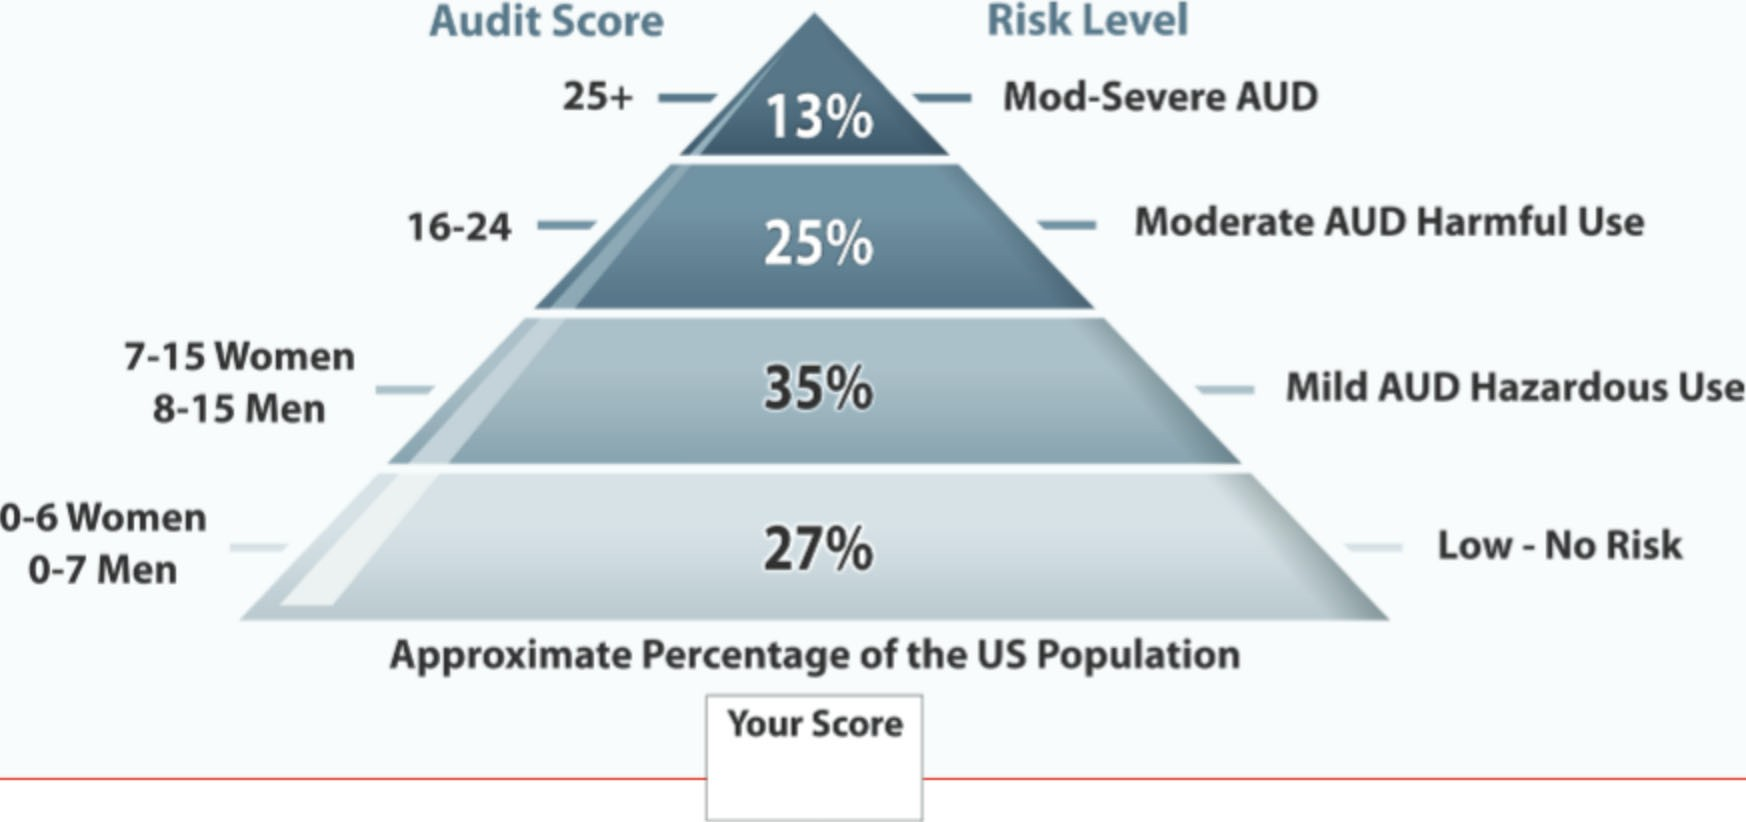 Audit Score
Risk Level
25+
13%
Mod-Severe AUD
16-24
25%
Moderate AUD Harmful Use
7-15 Women
8-15 Men
35%
Mild AUD Hazardous Use
0-6 Women
0-7 Men
27%
Low - No Risk
Approximate Percentage of the US Population
Your Score